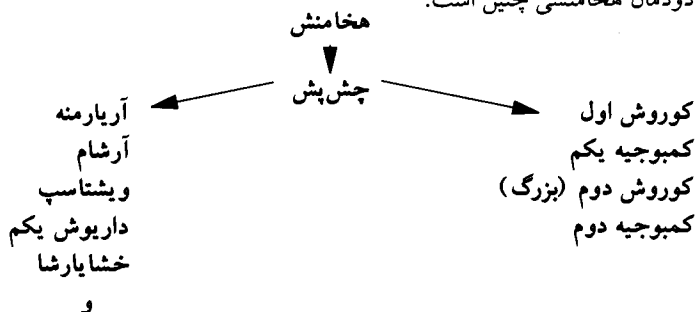 دودمان هخامنشی چنین است:
هخامنش
چش‌پش
کوروش اول
کمبوجیه یکم
کوروش دوم (بزرگ)
کمبوجیه دوم
آریارمنه
آرشام
ویشتاسپ
داریوش یکم
خشایارشا
و